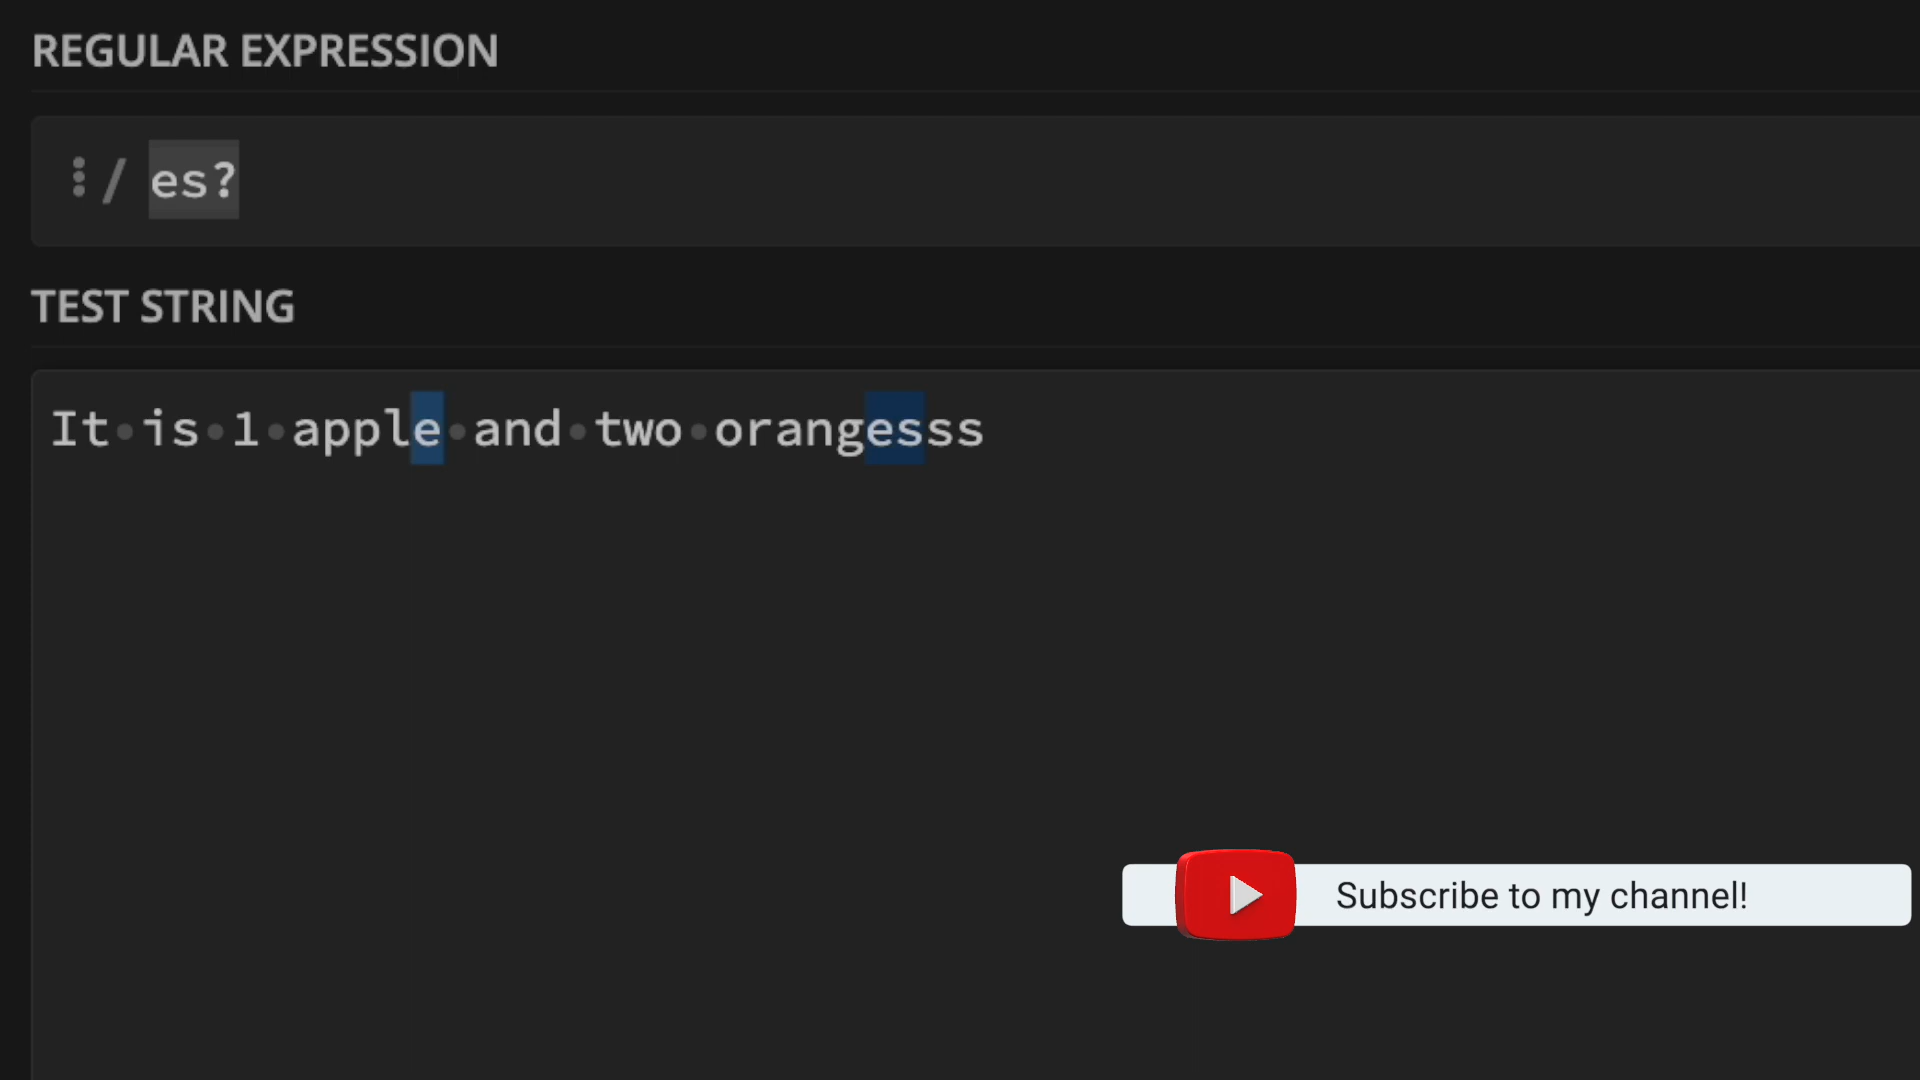 REGULAR EXPRESSION
/ es?
TEST STRING
It·is·1·apple·and·two·orangesss
Subscribe to my channel!